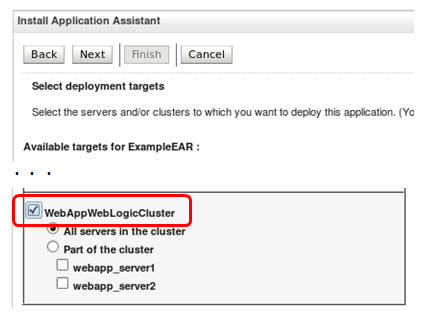 Install Application Assistant
Back Next Finish Cancel
Select deployment targets
Select the servers and/or clusters to which you want to deploy this application. (Yo
Available targets for ExampleEAR :
. . .
WebAppWebLogicCluster
All servers in the cluster
Part of the cluster
webapp_server1
webapp_server2